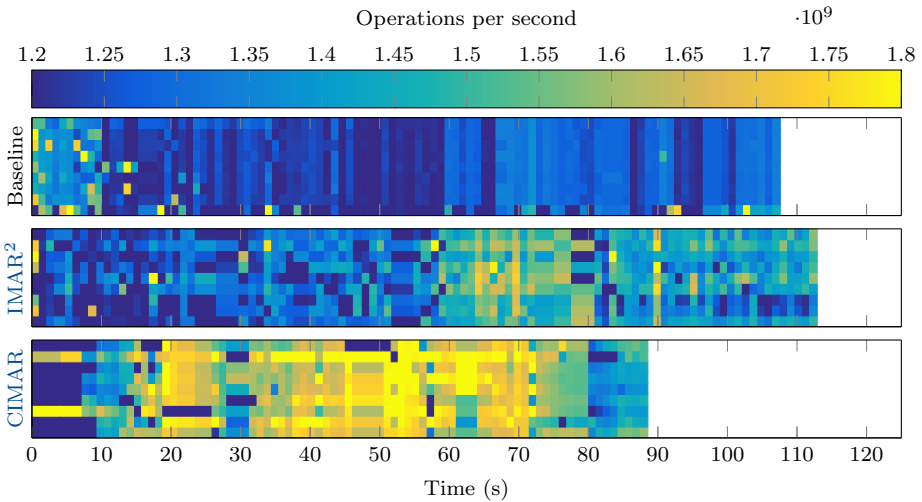 Operations per second ·10⁹
1.2 1.25 1.3 1.35 1.4 1.45 1.5 1.55 1.6 1.65 1.7 1.75 1.8
Baseline
IMAR²
CIMAR
0 10 20 30 40 50 60 70 80 90 100 110 120
Time (s)